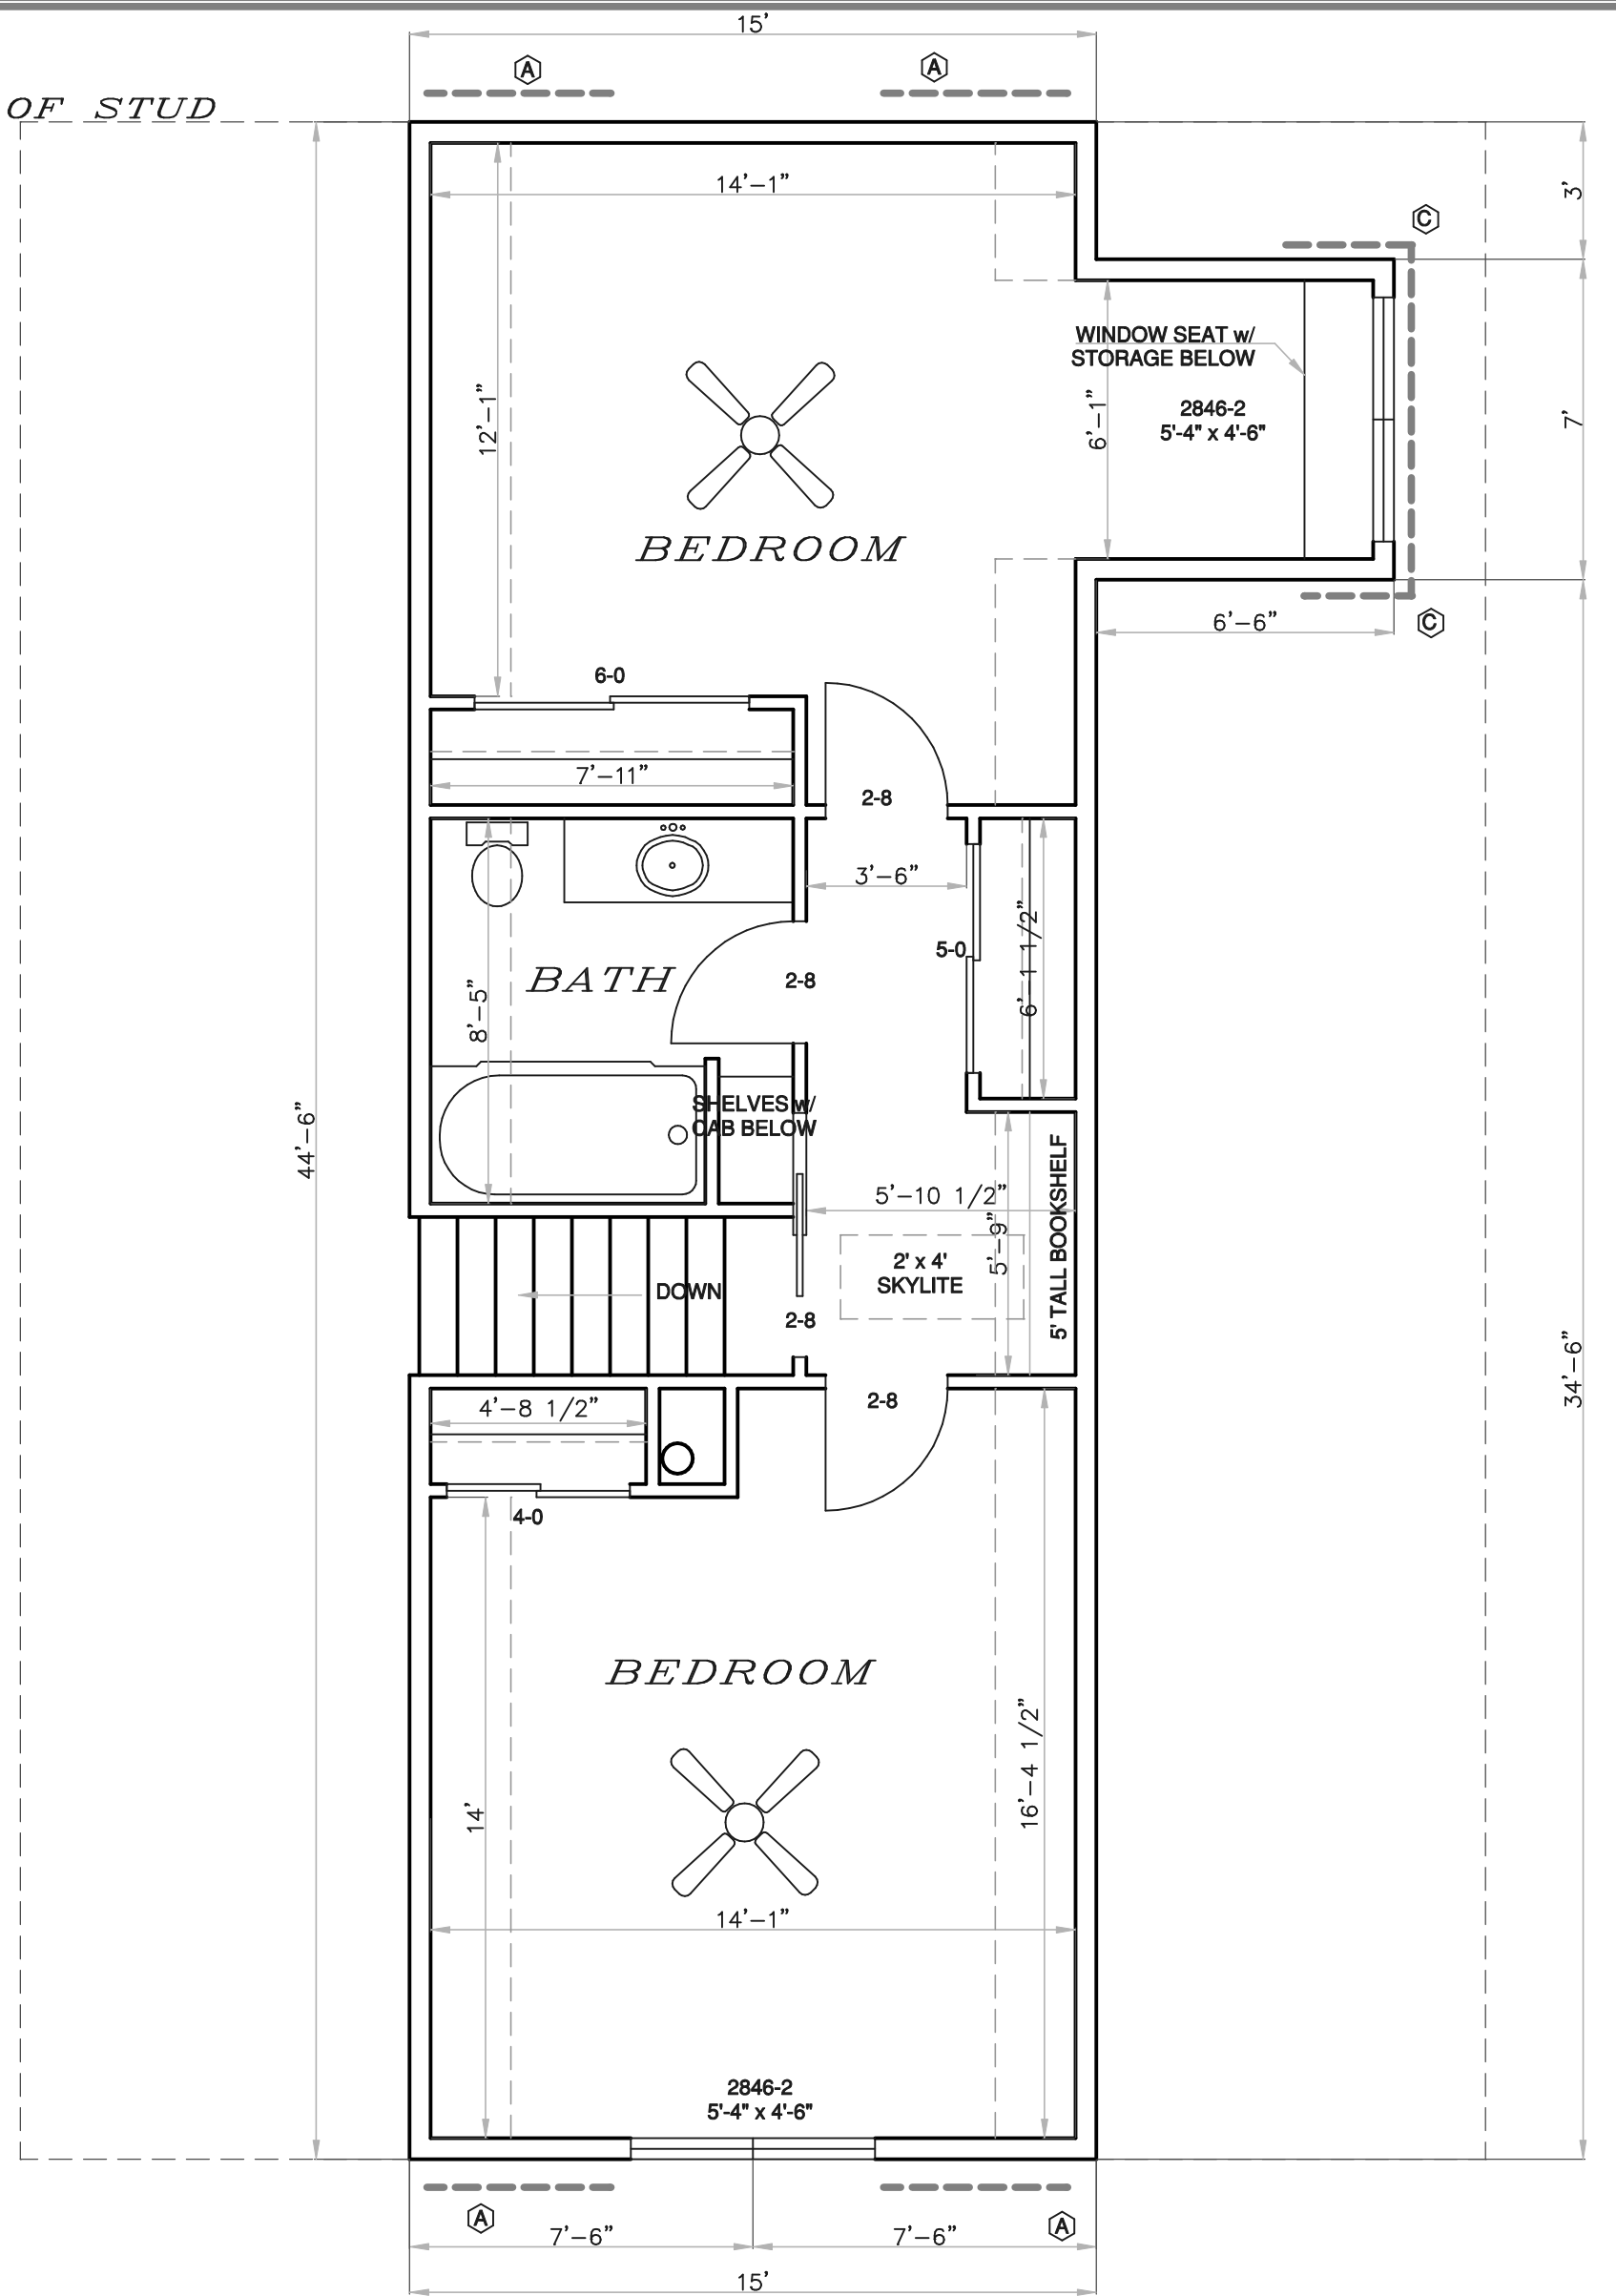 15'
A
A
OF STUD
3'
14'-1"
C
WINDOW SEAT w/
STORAGE BELOW
2846-2
5'-4" x 4'-6"
12'-1"
6'-1"
7'
BEDROOM
6'-6"
C
6-0
7'-11"
2-8
3'-6"
5-0
6'-1 1/2"
BATH
2-8
8'-5"
SHELVES w/
CAB BELOW
44'-6"
5'-10 1/2"
5'-9"
5' TALL BOOKSHELF
2' x 4'
SKYLITE
DOWN
2-8
34'-6"
4'-8 1/2"
2-8
4-0
BEDROOM
14'
16'-4 1/2"
14'-1"
2846-2
5'-4" x 4'-6"
A
A
7'-6"
7'-6"
15'